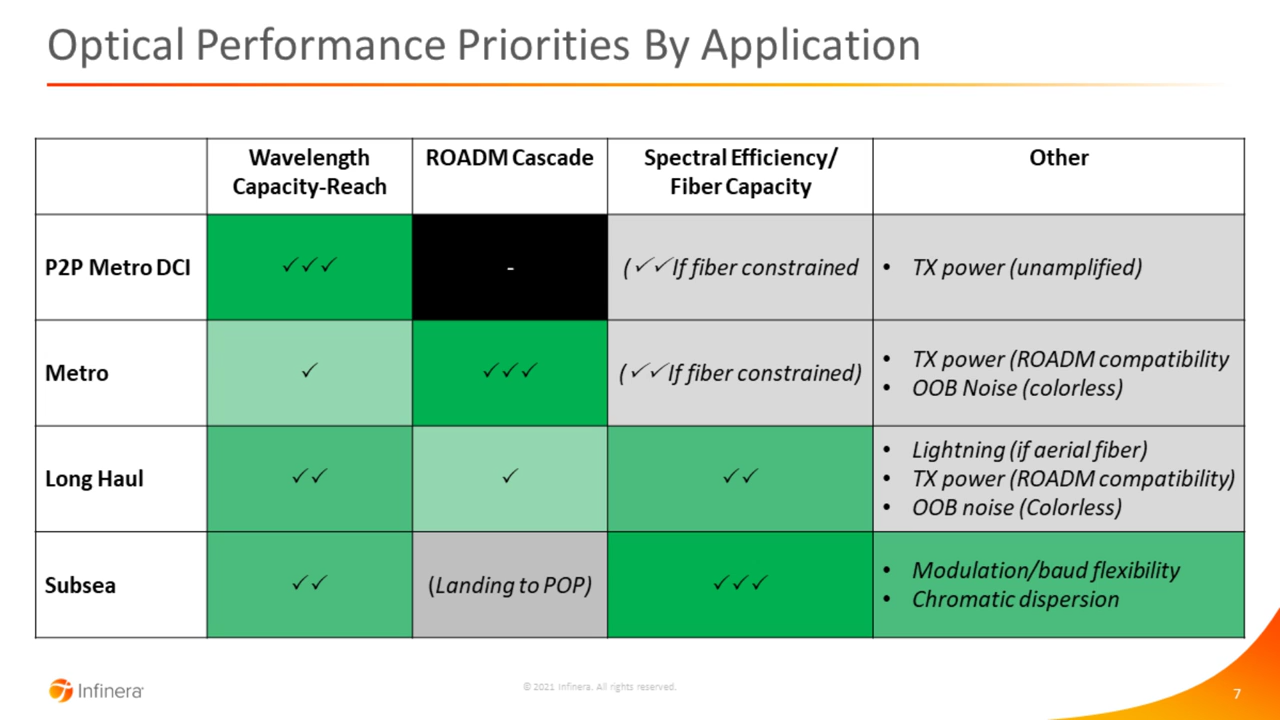 Optical Performance Priorities By Application
Wavelength
Capacity-Reach
ROADM Cascade
Spectral Efficiency/
Fiber Capacity
Other
P2P Metro DCI
✓✓✓
-
(✓✓If fiber constrained
• TX power (unamplified)
Metro
✓
✓✓✓
(✓✓If fiber constrained)
• TX power (ROADM compatibility
• OOB Noise (colorless)
Long Haul
✓✓
✓
✓✓
• Lightning (if aerial fiber)
• TX power (ROADM compatibility)
• OOB noise (Colorless)
Subsea
✓✓
(Landing to POP)
✓✓✓
• Modulation/baud flexibility
• Chromatic dispersion
Infinera
© 2021 Infinera. All rights reserved.
7